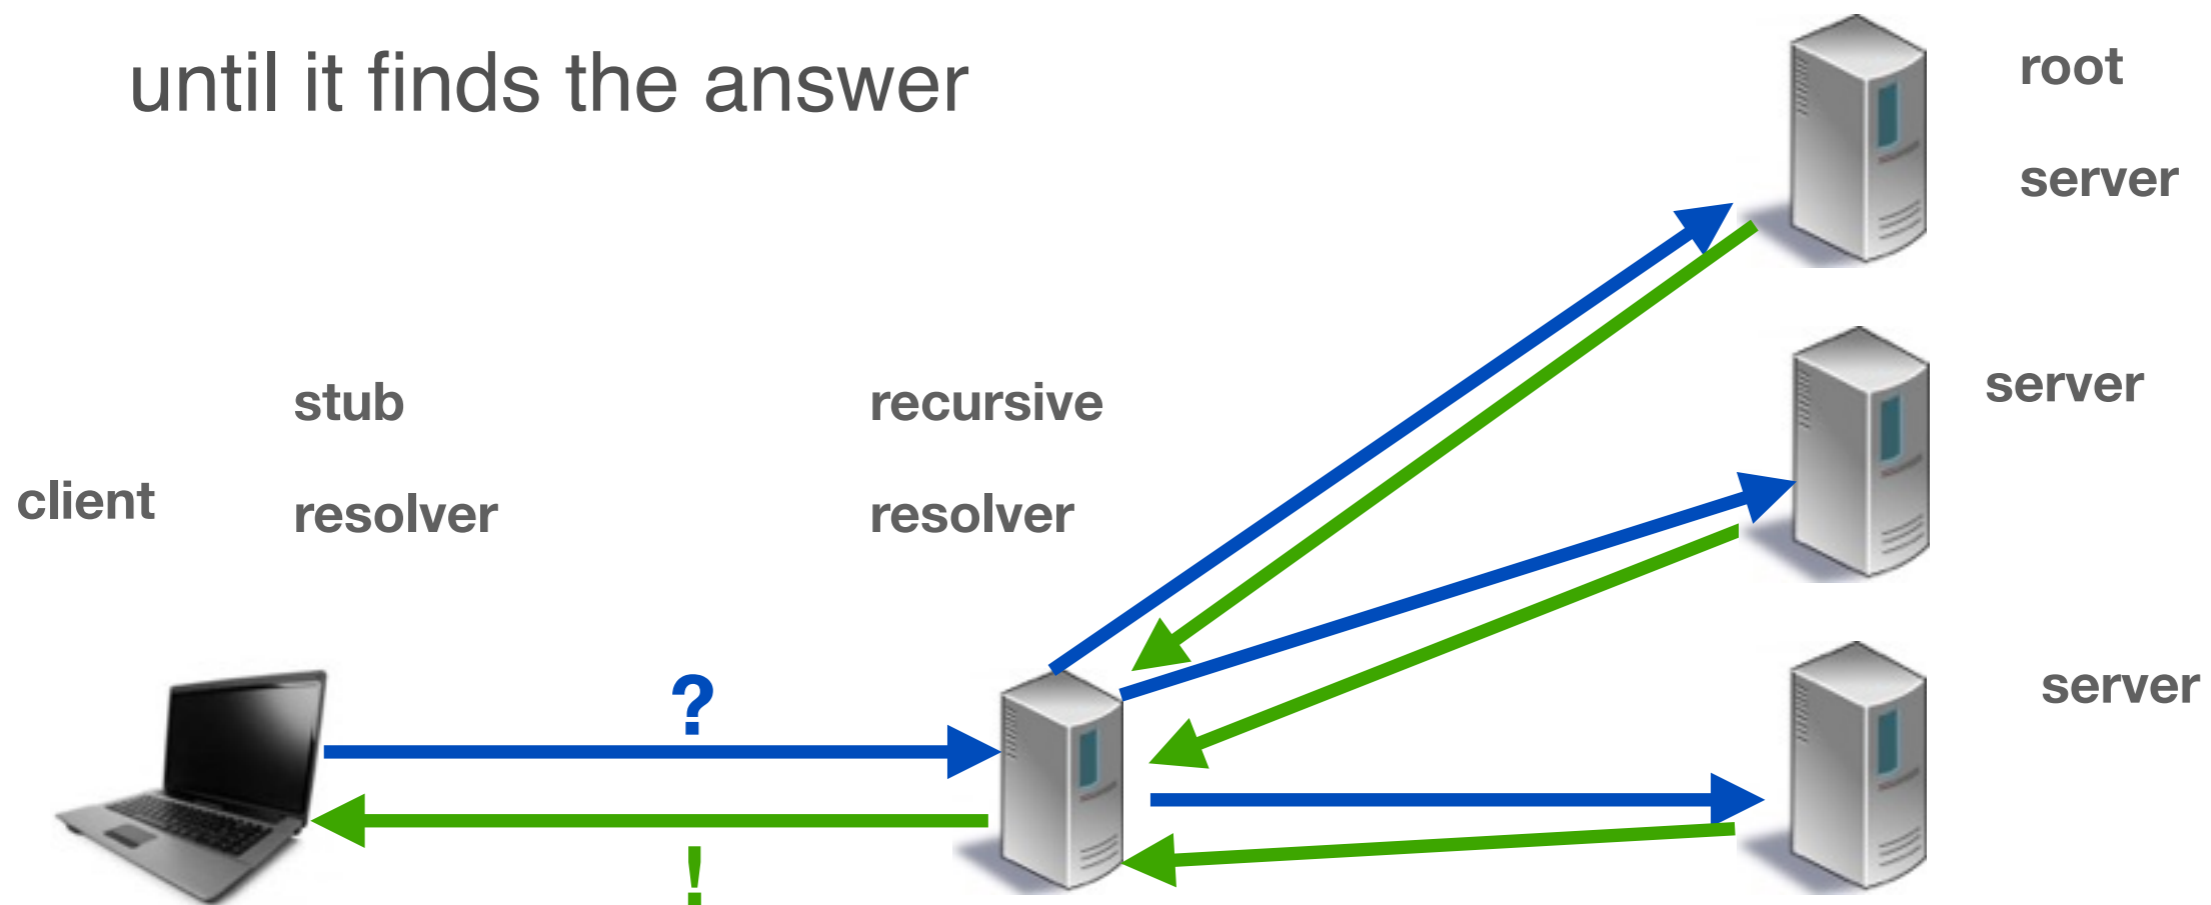 until it finds the answer
root
server
stub
resolver
client
recursive
resolver
server
?
!
server